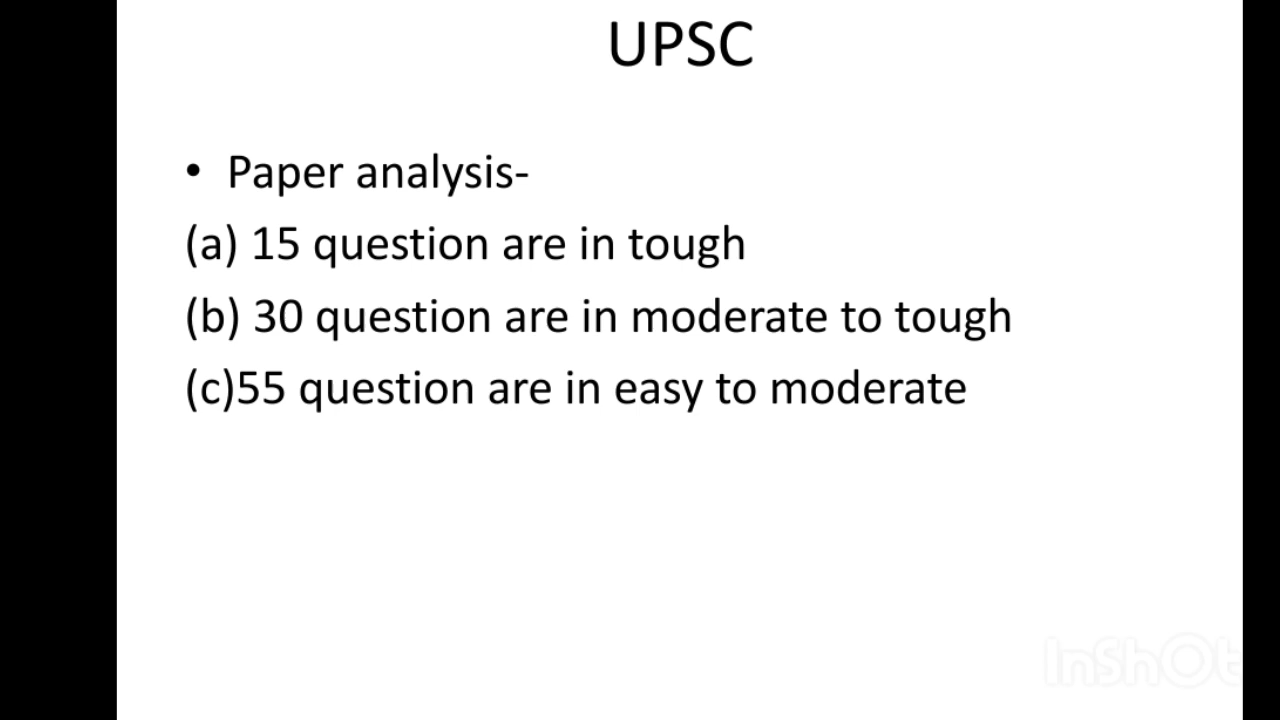 UPSC
• Paper analysis-
(a) 15 question are in tough
(b) 30 question are in moderate to tough
(c)55 question are in easy to moderate
InShOt